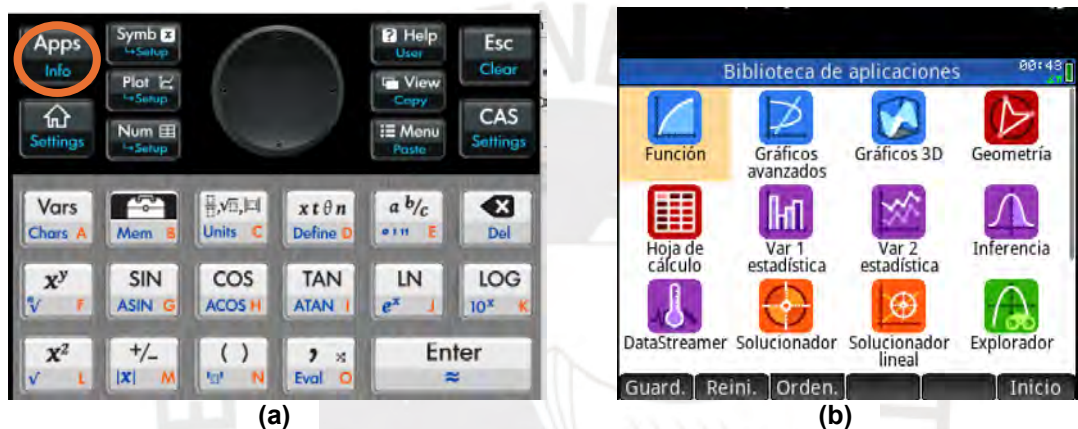 Apps
Info
Symb
Setup
Plot
Setup
Num
Setup
Settings
Help
User
View
Copy
Menu
Paste
Esc
Clear
CAS
Settings
Vars
Chars A
Mem B
Units C
x t θ n
Define D
a b/c
E
Del
xʸ
F
SIN
ASIN G
COS
ACOS H
TAN
ATAN I
LN
eˣ J
LOG
10ˣ K
x²
√ L
+/-
|x| M
( )
N
,
Eval O
Enter
≈
(a)
Biblioteca de aplicaciones 00:43
Función Gráficos avanzados Gráficos 3D Geometría
Hoja de cálculo Var 1 estadística Var 2 estadística Inferencia
DataStreamer Solucionador Solucionador lineal Explorador
Guard. Reini. Orden. Inicio
(b)